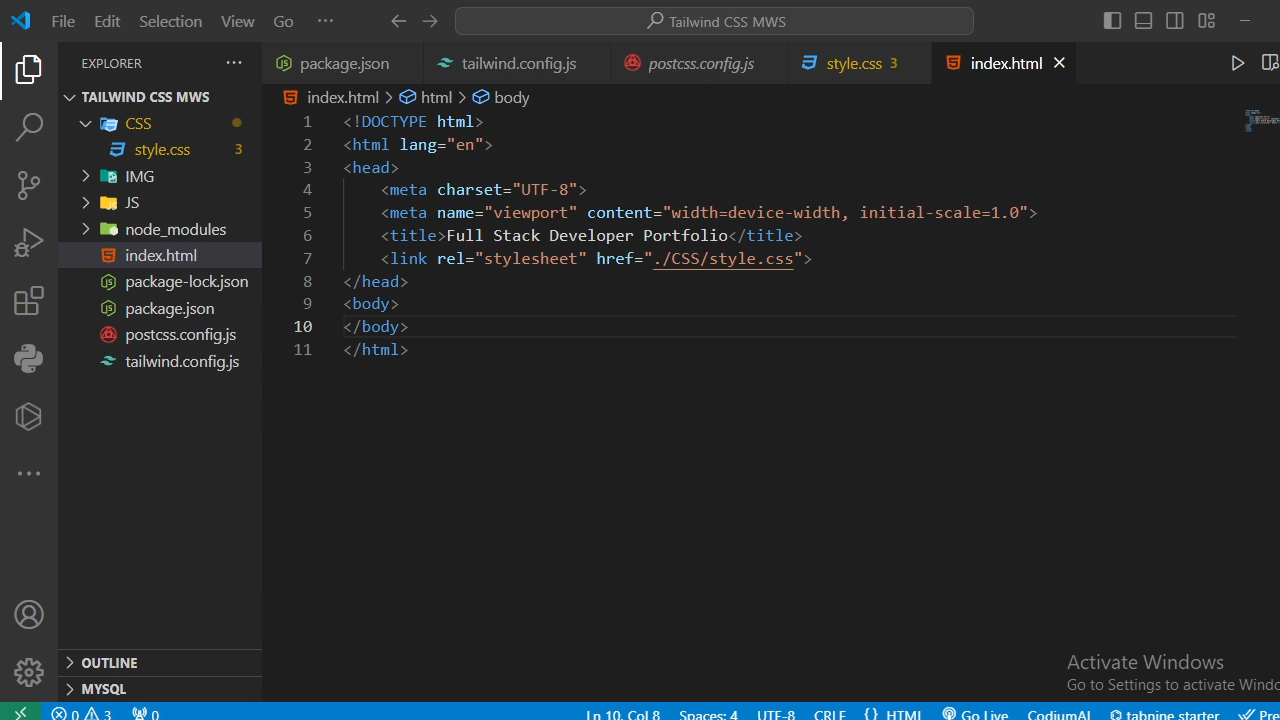 File Edit Selection View Go ... Tailwind CSS MWS
EXPLORER ...
package.json tailwind.config.js postcss.config.js style.css 3 index.html
TAILWIND CSS MWS
CSS
style.css 3
IMG
JS
node_modules
index.html
package-lock.json
package.json
postcss.config.js
tailwind.config.js
OUTLINE
MYSQL
index.html > html > body
1 <!DOCTYPE html>
2 <html lang="en">
3 <head>
4 <meta charset="UTF-8">
5 <meta name="viewport" content="width=device-width, initial-scale=1.0">
6 <title>Full Stack Developer Portfolio</title>
7 <link rel="stylesheet" href="./CSS/style.css">
8 </head>
9 <body>
10 </body>
11 </html>
Activate Windows
Go to Settings to activate Windo
0 3 0 Ln 10, Col 8 Spaces: 4 UTF-8 CRLF {} HTML Go Live CodiumAI tabnine starter Pre